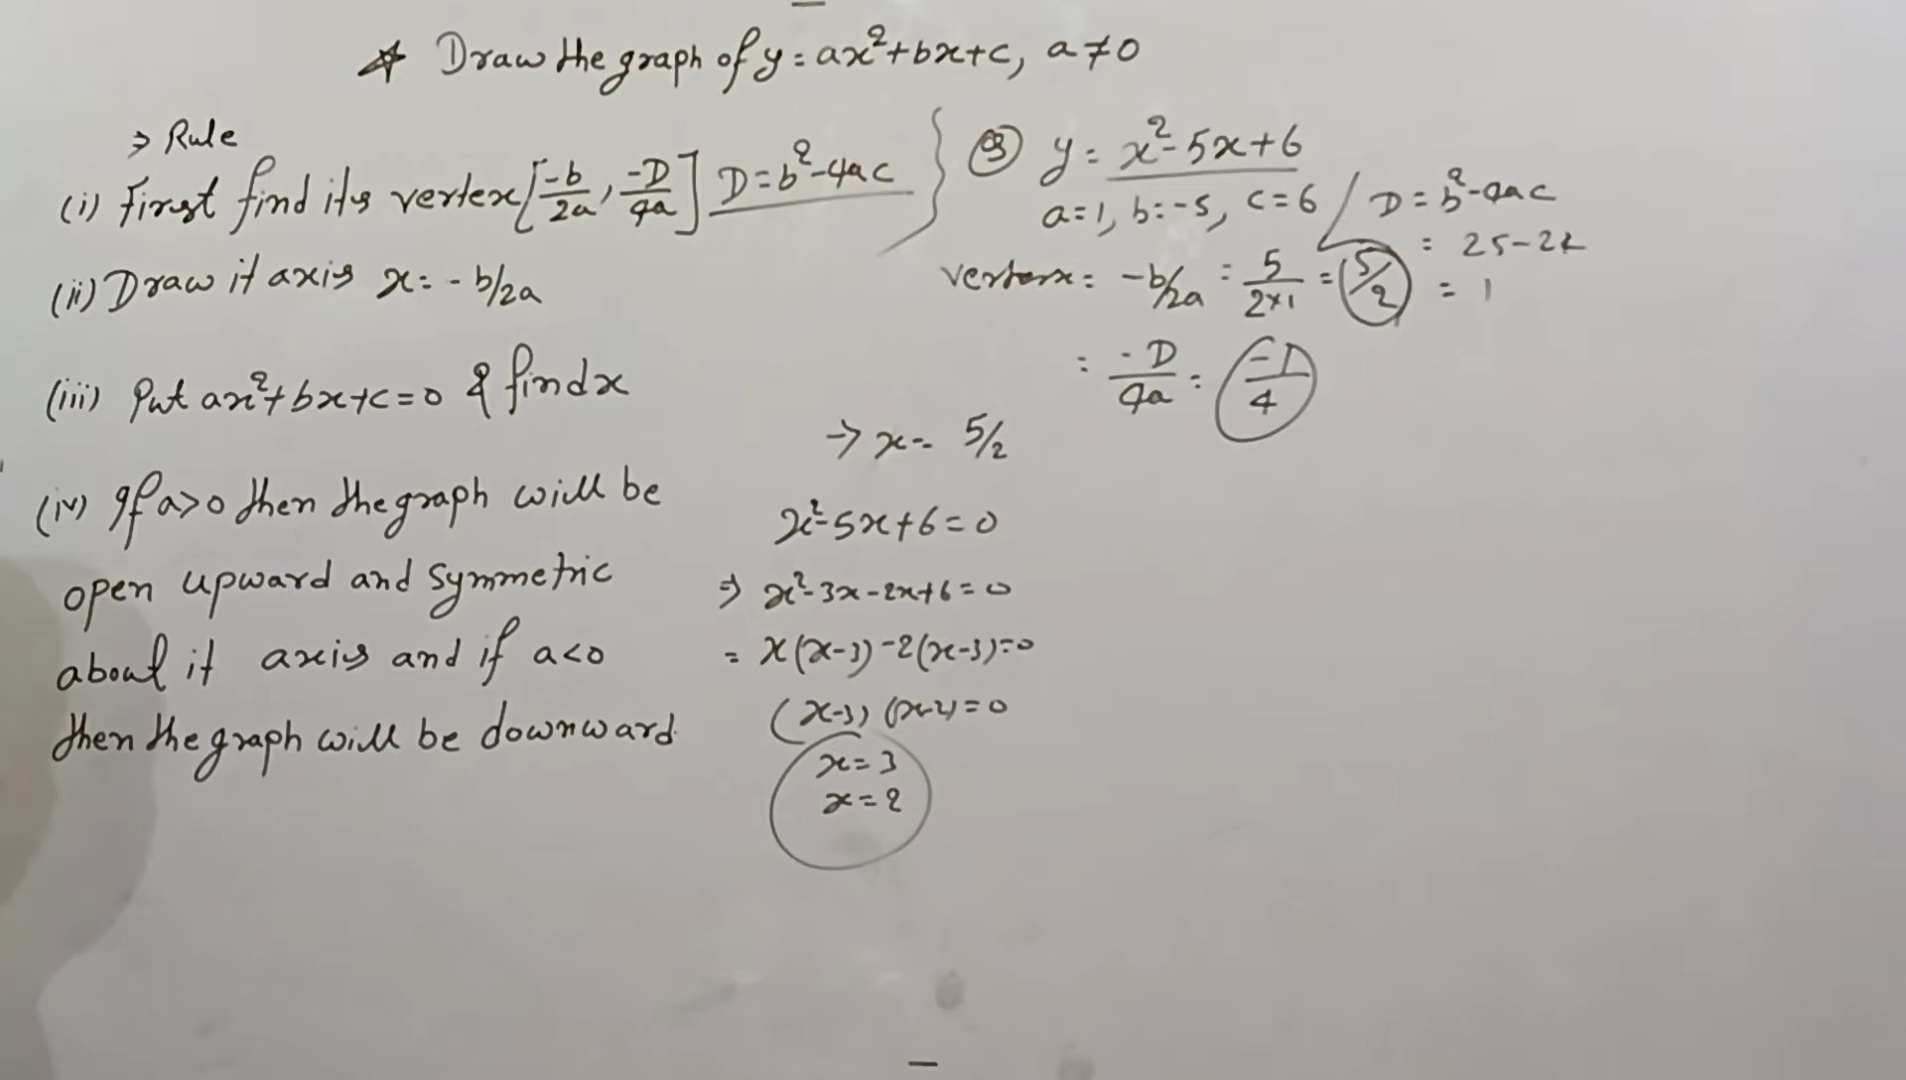 ☆ Draw the graph of y = ax²+bx+c, a≠0
⇒ Rule
(i) First find its vertex [-b/2a, -D/4a] D = b²-4ac
(ii) Draw it axis x = -b/2a
(iii) Put ax²+bx+c=0 & find x
(iv) If a>0 then the graph will be
open upward and symmetric
about it axis and if a<0
then the graph will be downward.
y = x²-5x+6
a=1, b=-5, c=6 / D = b²-4ac
= 25-24
= 1
vertex = -b/2a = 5/2×1 = 5/2
= -D/4a = -1/4
→ x = 5/2
x²-5x+6=0
⇒ x²-3x-2x+6=0
= x(x-3)-2(x-3)=0
(x-3)(x-2)=0
x=3
x=2